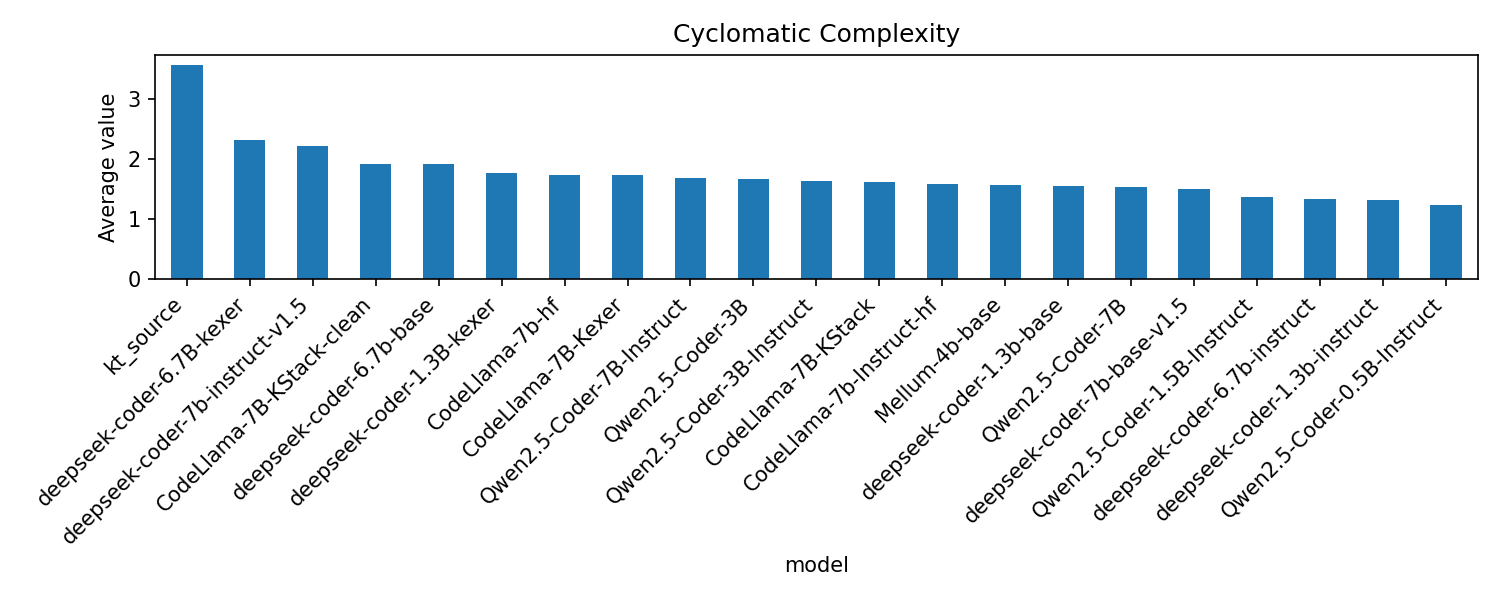 Cyclomatic Complexity
Average value
3
2
1
0
kt_source
deepseek-coder-6.7B-kexer
deepseek-coder-7b-instruct-v1.5
CodeLlama-7B-KStack-clean
deepseek-coder-6.7b-base
deepseek-coder-1.3B-kexer
CodeLlama-7b-hf
CodeLlama-7B-Kexer
Qwen2.5-Coder-7B-Instruct
Qwen2.5-Coder-3B
Qwen2.5-Coder-3B-Instruct
CodeLlama-7B-KStack
CodeLlama-7b-Instruct-hf
Mellum-4b-base
deepseek-coder-1.3b-base
Qwen2.5-Coder-7B
deepseek-coder-7b-base-v1.5
Qwen2.5-Coder-1.5B-Instruct
deepseek-coder-6.7b-instruct
deepseek-coder-1.3b-instruct
Qwen2.5-Coder-0.5B-Instruct
model